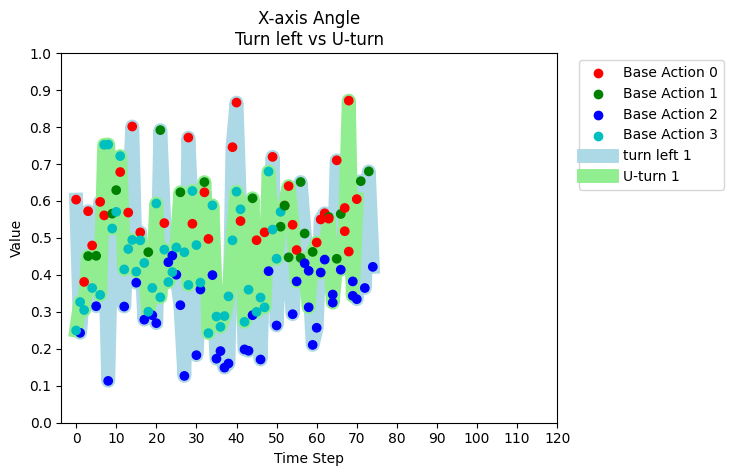 X-axis Angle
Turn left vs U-turn
Value
1.0
0.9
0.8
0.7
0.6
0.5
0.4
0.3
0.2
0.1
0.0
0 10 20 30 40 50 60 70 80 90 100 110 120
Time Step
Base Action 0
Base Action 1
Base Action 2
Base Action 3
turn left 1
U-turn 1